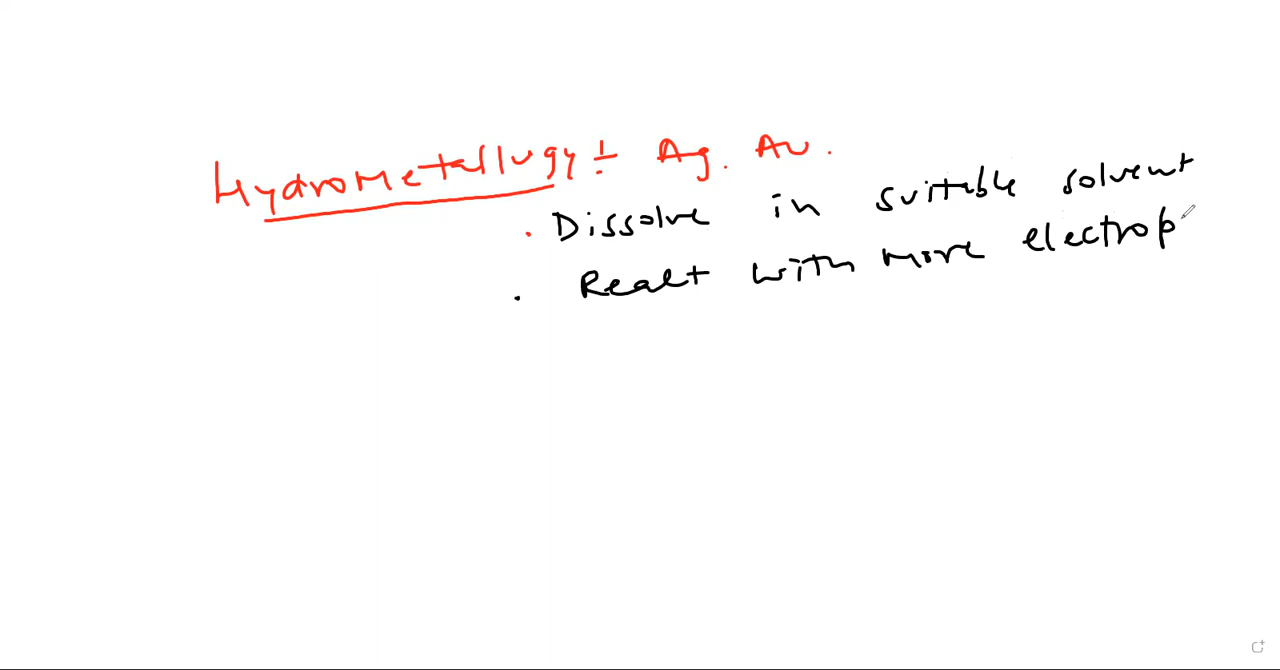 HydroMetallugy :- Ag. Au.
. Dissolve in suitable solvent
. React with more electrop